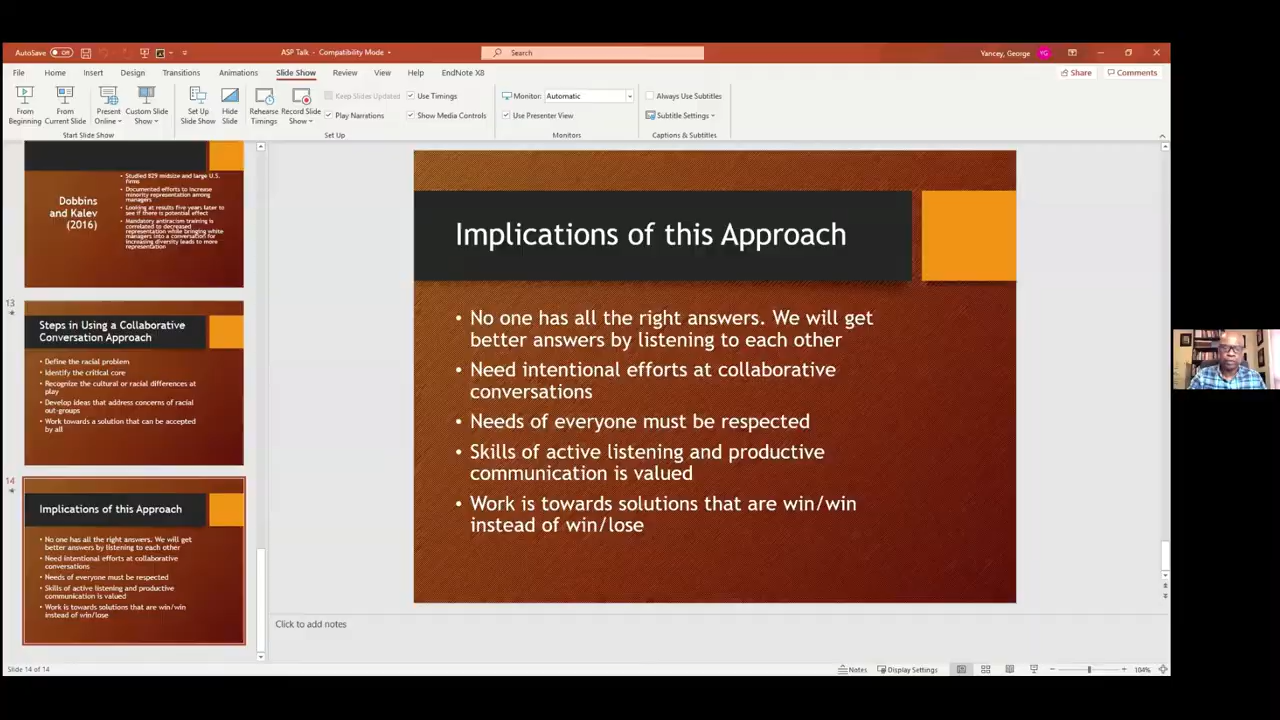 AutoSave Off
ASP Talk - Compatibility Mode
Search
Yancey, George
YG
File Home Insert Design Transitions Animations Slide Show Review View Help EndNote X8
Share Comments
From Beginning
From Current Slide
Present Online
Custom Slide Show
Set Up Slide Show
Hide Slide
Rehearse Timings
Record Slide Show
Keep Slides Updated
Play Narrations
Use Timings
Show Media Controls
Monitor: Automatic
Use Presenter View
Always Use Subtitles
Subtitle Settings
Start Slide Show
Set Up
Monitors
Captions & Subtitles
Dobbins
and Kalev
(2016)
• Studied 829 midsize and large U.S.
firms
• Documented efforts to increase
minority representation among
managers
• Looking at results five years later to
see if there is potential effect
• Mandatory antiracism training is
correlated to decreased
representation while bringing white
managers into a conversation for
increasing diversity leads to more
representation
13
Steps in Using a Collaborative
Conversation Approach
• Define the racial problem
• Identify the critical core
• Recognize the cultural or racial differences at
play
• Develop ideas that address concerns of racial
out-groups
• Work towards a solution that can be accepted
by all
14
Implications of this Approach
• No one has all the right answers. We will get
better answers by listening to each other
• Need intentional efforts at collaborative
conversations
• Needs of everyone must be respected
• Skills of active listening and productive
communication is valued
• Work is towards solutions that are win/win
instead of win/lose
Implications of this Approach
• No one has all the right answers. We will get
better answers by listening to each other
• Need intentional efforts at collaborative
conversations
• Needs of everyone must be respected
• Skills of active listening and productive
communication is valued
• Work is towards solutions that are win/win
instead of win/lose
Click to add notes
Slide 14 of 14
Notes
Display Settings
104%